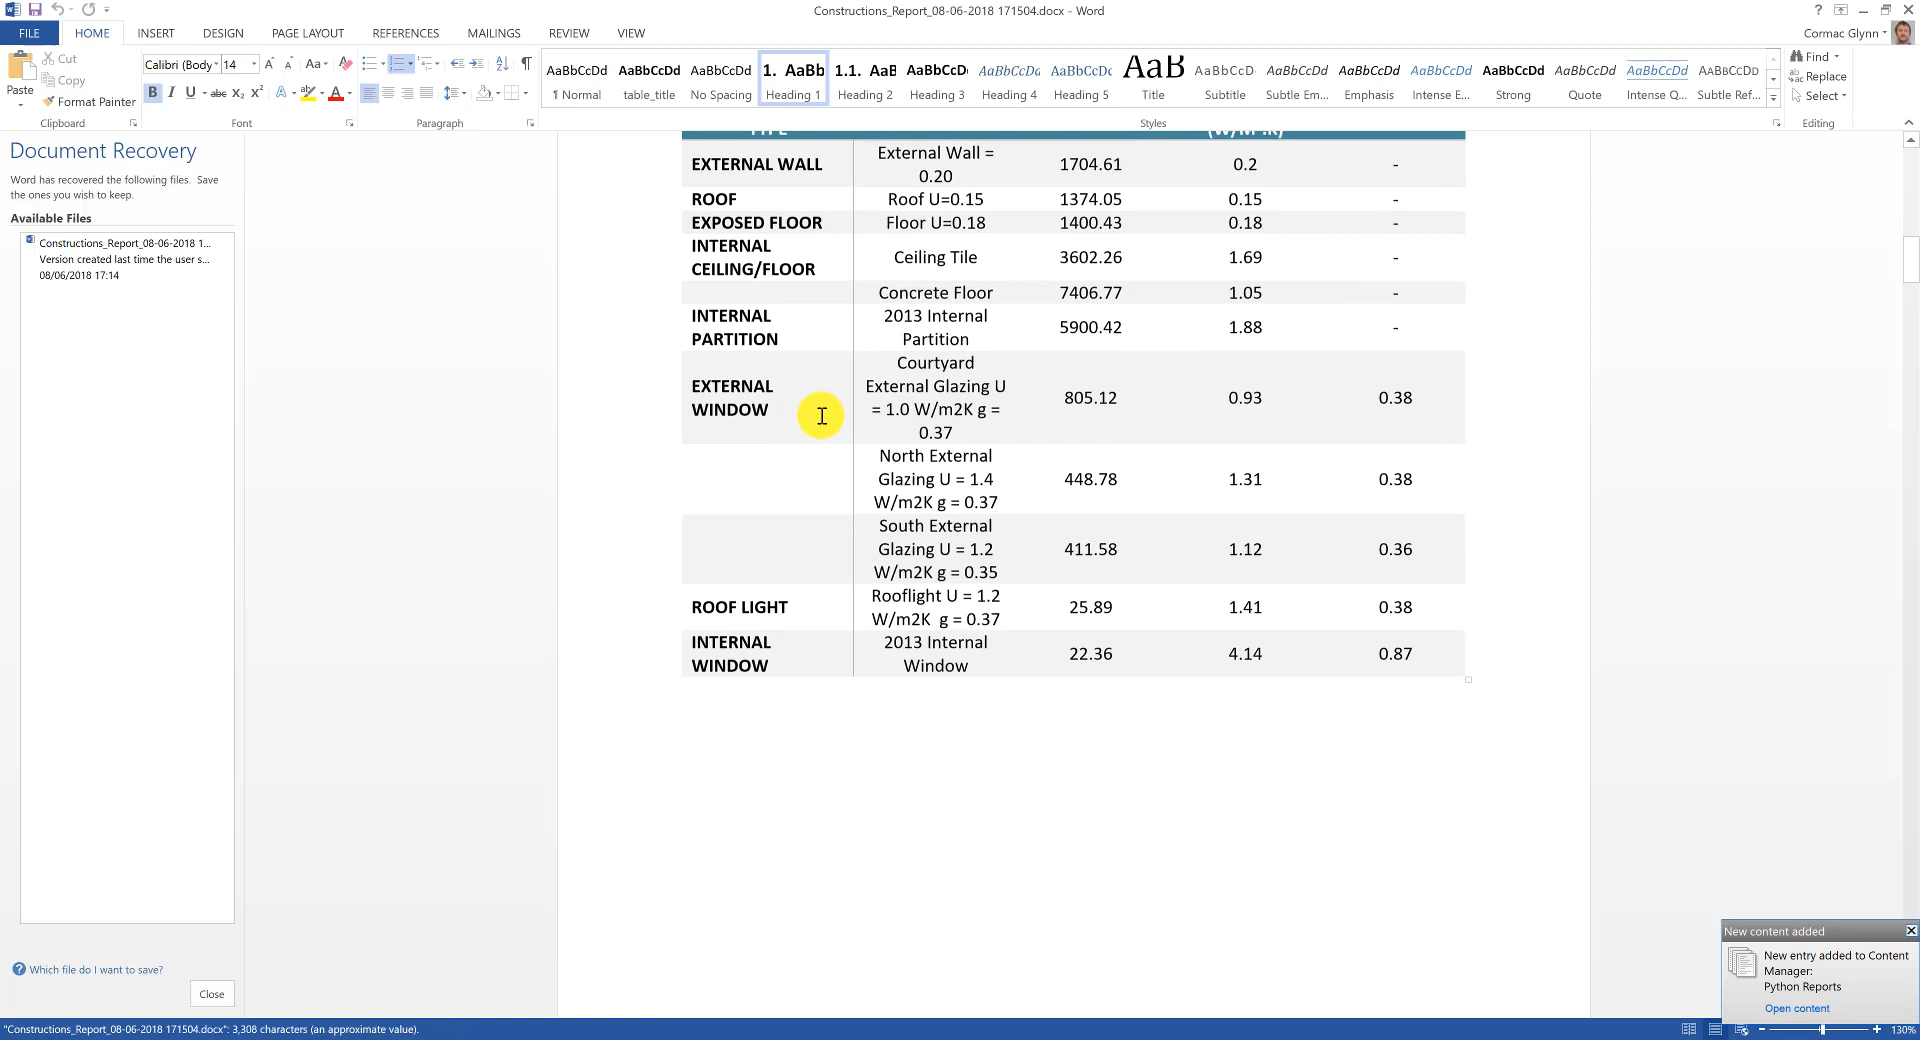 Constructions_Report_08-06-2018 171504.docx - Word
FILE HOME INSERT DESIGN PAGE LAYOUT REFERENCES MAILINGS REVIEW VIEW
Cormac Glynn
Paste
Cut
Copy
Format Painter
Clipboard
Calibri (Body 14
Font
Paragraph
AaBbCcDd AaBbCcDd AaBbCcDd 1. AaBb 1.1. AaB AaBbCcD AaBbCcDd AaBbCcDc AaB AaBbCcD AaBbCcDd AaBbCcDd AaBbCcDd AaBbCcDd AaBbCcDd AaBbCcDd AaBbCcDd
¶ Normal table_title No Spacing Heading 1 Heading 2 Heading 3 Heading 4 Heading 5 Title Subtitle Subtle Em... Emphasis Intense E... Strong Quote Intense Q... Subtle Ref...
Styles
Find
Replace
Select
Editing
Document Recovery
Word has recovered the following files. Save
the ones you wish to keep.
Available Files
Constructions_Report_08-06-2018 1...
Version created last time the user s...
08/06/2018 17:14
Which file do I want to save?
Close
TYPE (W/M².K)
EXTERNAL WALL External Wall = 1704.61 0.2 -
0.20
ROOF Roof U=0.15 1374.05 0.15 -
EXPOSED FLOOR Floor U=0.18 1400.43 0.18 -
INTERNAL
CEILING/FLOOR Ceiling Tile 3602.26 1.69 -
Concrete Floor 7406.77 1.05 -
INTERNAL 2013 Internal
PARTITION Partition 5900.42 1.88 -
Courtyard
EXTERNAL External Glazing U
WINDOW = 1.0 W/m2K g = 805.12 0.93 0.38
0.37
North External
Glazing U = 1.4 448.78 1.31 0.38
W/m2K g = 0.37
South External
Glazing U = 1.2 411.58 1.12 0.36
W/m2K g = 0.35
ROOF LIGHT Rooflight U = 1.2 25.89 1.41 0.38
W/m2K g = 0.37
INTERNAL 2013 Internal
WINDOW Window 22.36 4.14 0.87
New content added
New entry added to Content
Manager:
Python Reports
Open content
"Constructions_Report_08-06-2018 171504.docx": 3,308 characters (an approximate value).
130%